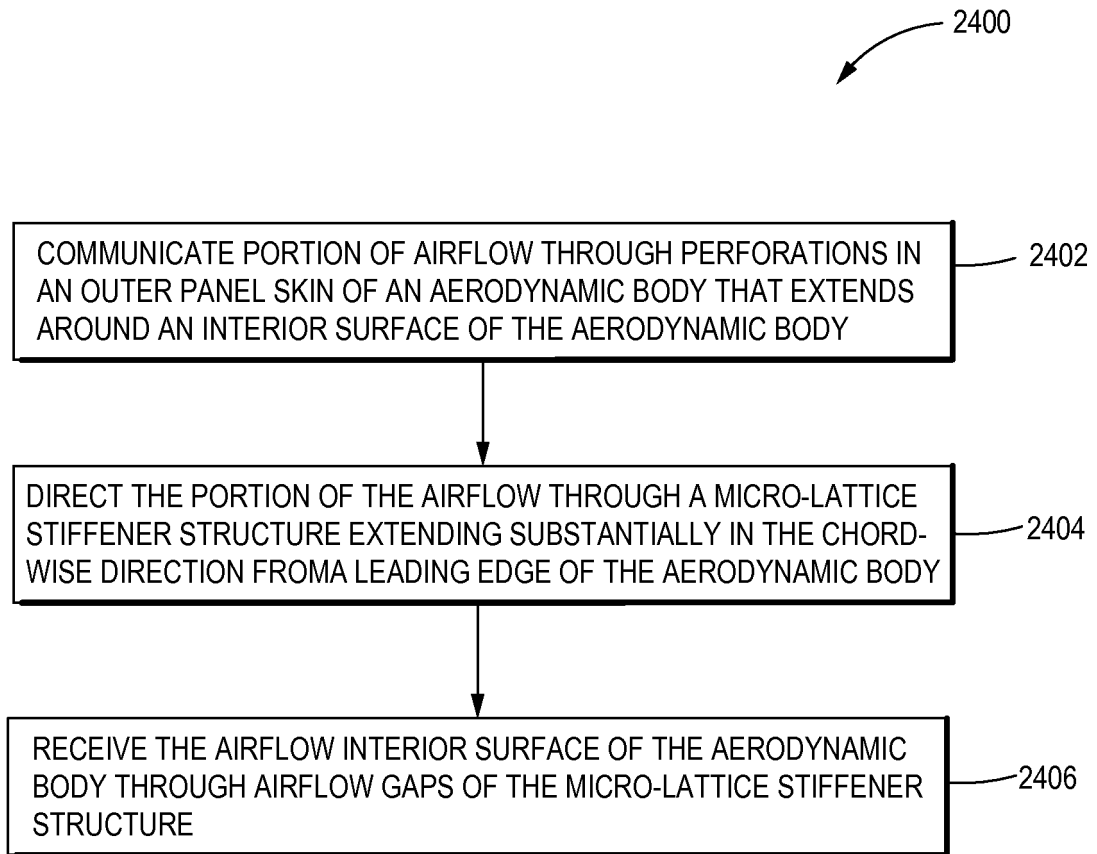 2400
COMMUNICATE PORTION OF AIRFLOW THROUGH PERFORATIONS IN
AN OUTER PANEL SKIN OF AN AERODYNAMIC BODY THAT EXTENDS
AROUND AN INTERIOR SURFACE OF THE AERODYNAMIC BODY
2402
DIRECT THE PORTION OF THE AIRFLOW THROUGH A MICRO-LATTICE
STIFFENER STRUCTURE EXTENDING SUBSTANTIALLY IN THE CHORD-
WISE DIRECTION FROMA LEADING EDGE OF THE AERODYNAMIC BODY
2404
RECEIVE THE AIRFLOW INTERIOR SURFACE OF THE AERODYNAMIC
BODY THROUGH AIRFLOW GAPS OF THE MICRO-LATTICE STIFFENER
STRUCTURE
2406